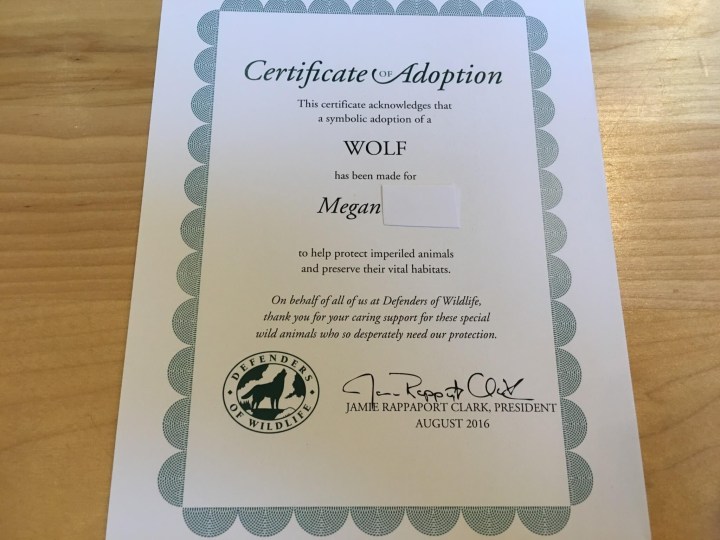 Certificate OF Adoption
This certificate acknowledges that
a symbolic adoption of a
WOLF
has been made for
Megan
to help protect imperiled animals
and preserve their vital habitats.
On behalf of all of us at Defenders of Wildlife,
thank you for your caring support for these special
wild animals who so desperately need our protection.
DEFENDERS
OF WILDLIFE
Jamie Rappaport Clark
JAMIE RAPPAPORT CLARK, PRESIDENT
AUGUST 2016